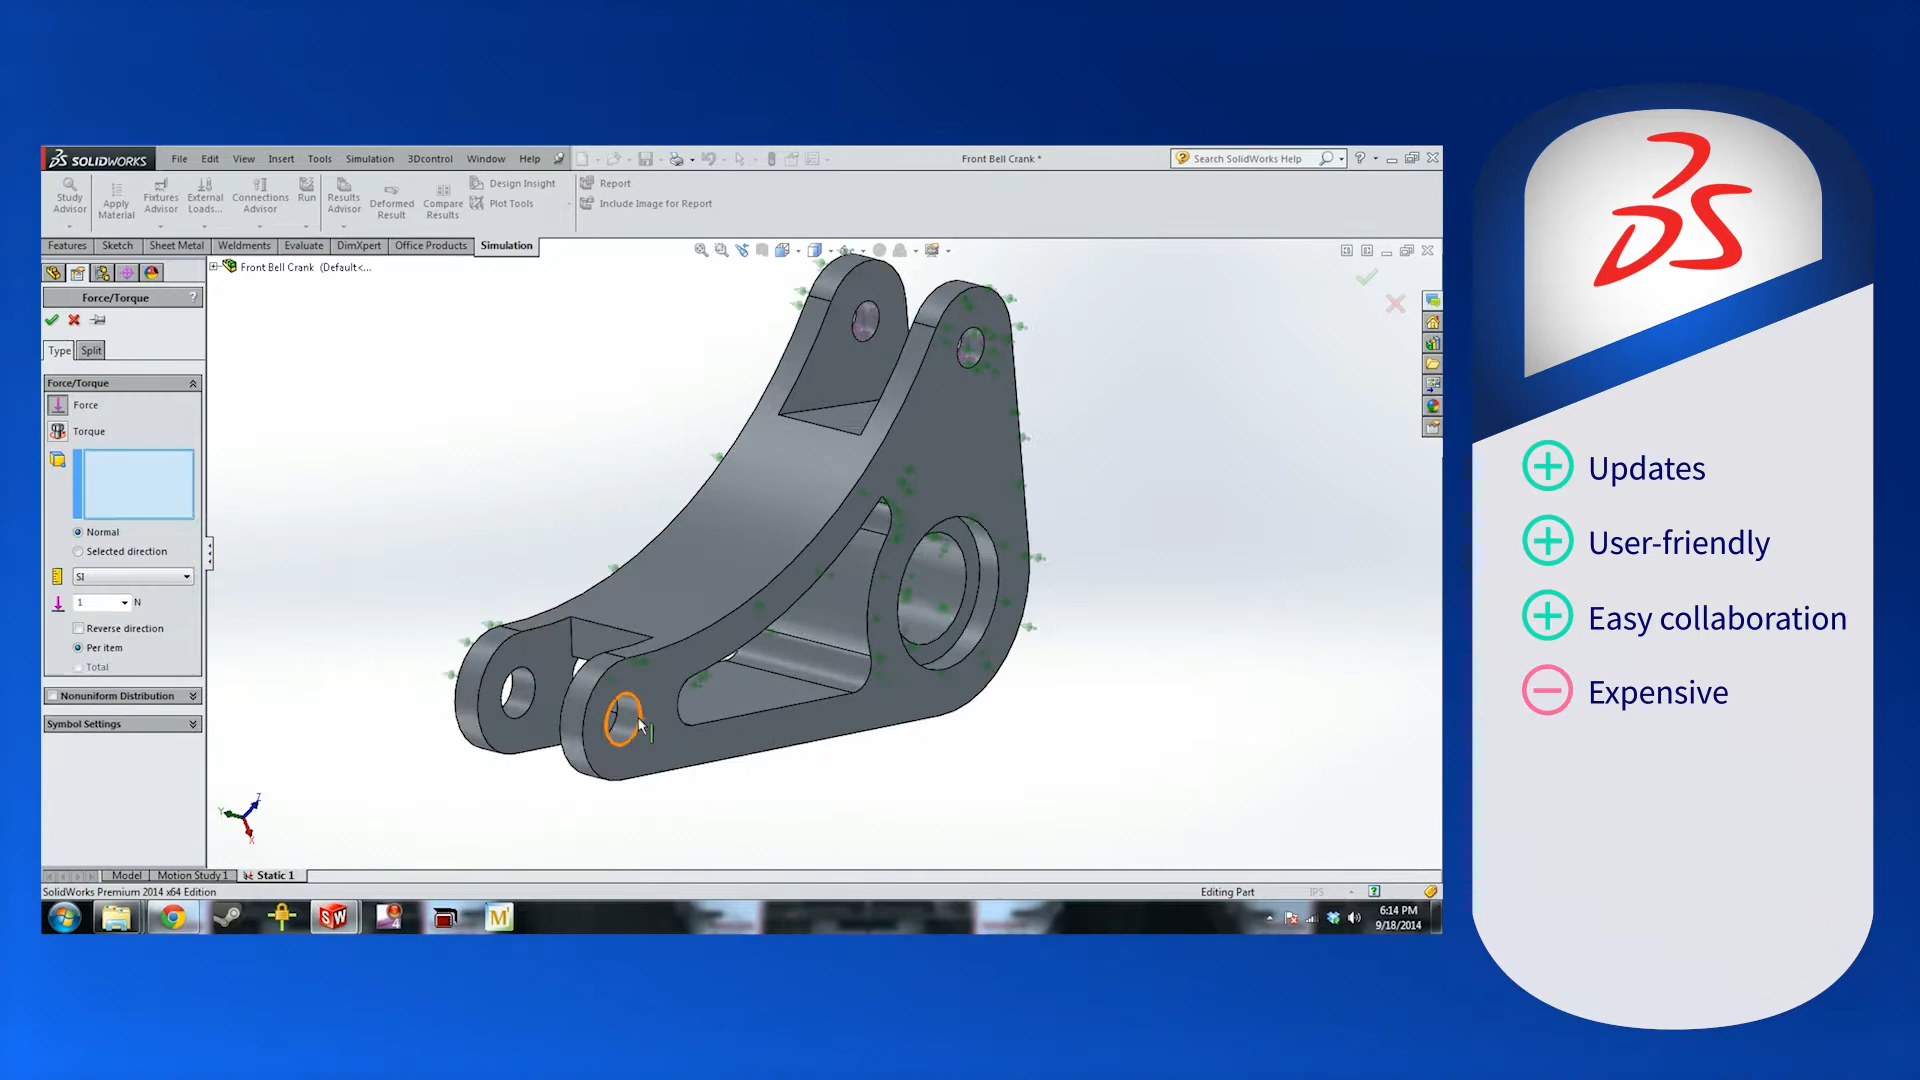 SOLIDWORKS
File Edit View Insert Tools Simulation 3Dcontrol Window Help
Front Bell Crank *
Search SolidWorks Help
Study Advisor
Apply Material
Fixtures Advisor
External Loads...
Connections Advisor
Run
Results Advisor
Deformed Result
Compare Results
Design Insight
Plot Tools
Report
Include Image for Report
Features Sketch Sheet Metal Weldments Evaluate DimXpert Office Products Simulation
Front Bell Crank (Default<...
Force/Torque
?
Type Split
Force/Torque
Force
Torque
Normal
Selected direction
SI
1 N
Reverse direction
Per item
Total
Nonuniform Distribution
Symbol Settings
Z
Y
X
Model Motion Study 1 Static 1
SolidWorks Premium 2014 x64 Edition
Editing Part
IPS
SW
4
M
6:14 PM
9/18/2014
DS
Updates
User-friendly
Easy collaboration
Expensive